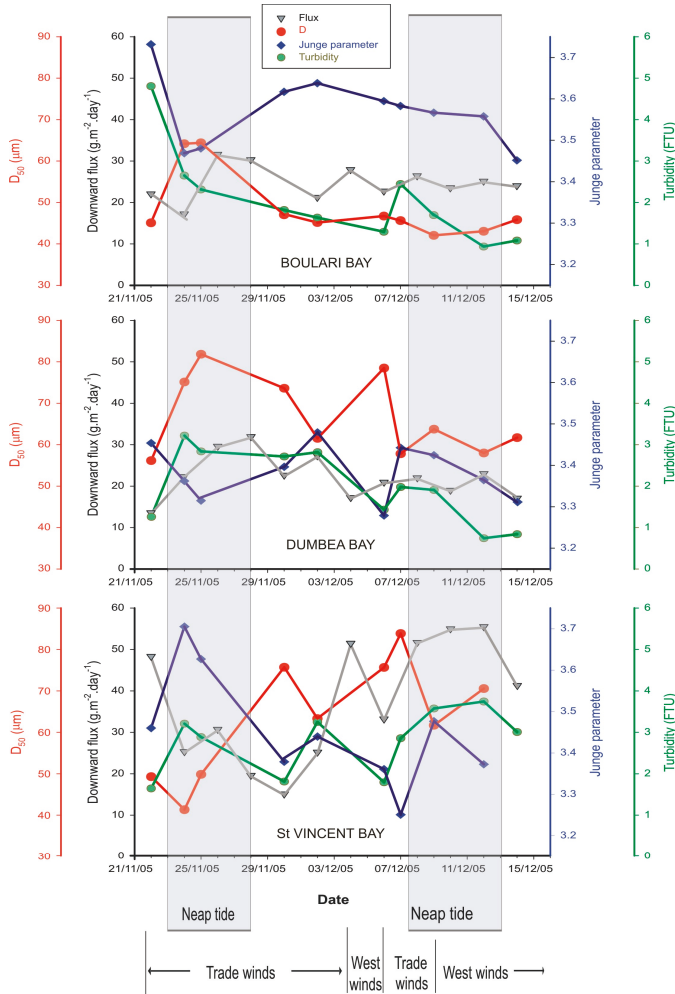 Flux
D
Junge parameter
Turbidity
90
80
70
60
50
40
30
D50 (µm)
60
50
40
30
20
10
0
Downward flux (g.m-2.day-1)
3.7
3.6
3.5
3.4
3.3
3.2
Junge parameter
6
5
4
3
2
1
0
Turbidity (FTU)
BOULARI BAY
21/11/05 25/11/05 29/11/05 03/12/05 07/12/05 11/12/05 15/12/05
90
80
70
60
50
40
30
D50 (µm)
60
50
40
30
20
10
0
Downward flux (g.m-2.day-1)
3.7
3.6
3.5
3.4
3.3
3.2
Junge parameter
6
5
4
3
2
1
0
Turbidity (FTU)
DUMBEA BAY
21/11/05 25/11/05 29/11/05 03/12/05 07/12/05 11/12/05 15/12/05
90
80
70
60
50
40
30
D50 (µm)
60
50
40
30
20
10
0
Downward flux (g.m-2.day-1)
3.7
3.6
3.5
3.4
3.3
3.2
Junge parameter
6
5
4
3
2
1
0
Turbidity (FTU)
St VINCENT BAY
21/11/05 25/11/05 29/11/05 03/12/05 07/12/05 11/12/05 15/12/05
Date
Neap tide
Neap tide
Trade winds
West
winds
Trade
winds
West winds